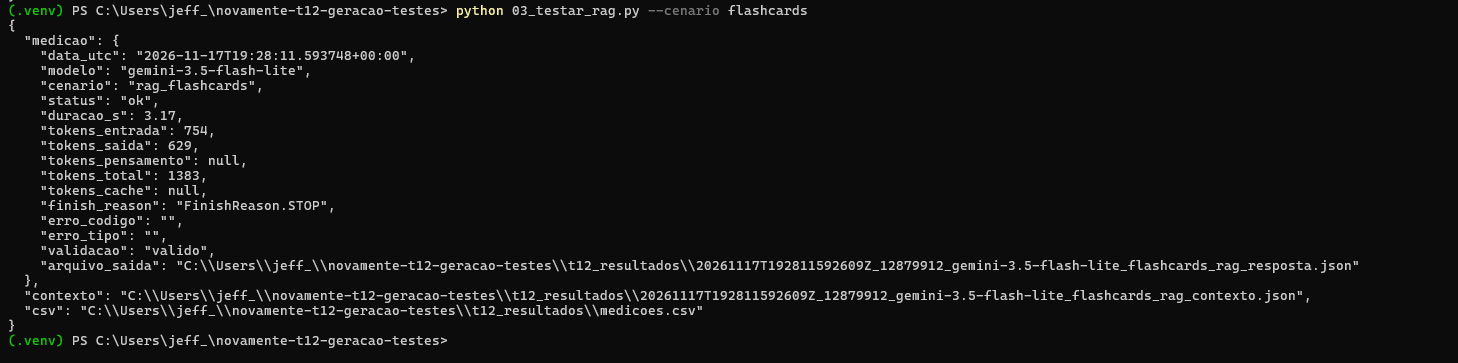 (.venv) PS C:\Users\jeff_\novamente-t12-geracao-testes> python 03_testar_rag.py --cenario flashcards
{
  "medicao": {
    "data_utc": "2026-11-17T19:28:11.593748+00:00",
    "modelo": "gemini-3.5-flash-lite",
    "cenario": "rag_flashcards",
    "status": "ok",
    "duracao_s": 3.17,
    "tokens_entrada": 754,
    "tokens_saida": 629,
    "tokens_pensamento": null,
    "tokens_total": 1383,
    "tokens_cache": null,
    "finish_reason": "FinishReason.STOP",
    "erro_codigo": "",
    "erro_tipo": "",
    "validacao": "valido",
    "arquivo_saida": "C:\\Users\\jeff_\\novamente-t12-geracao-testes\\t12_resultados\\20261117T192811592609Z_12879912_gemini-3.5-flash-lite_flashcards_rag_resposta.json"
  },
  "contexto": "C:\\Users\\jeff_\\novamente-t12-geracao-testes\\t12_resultados\\20261117T192811592609Z_12879912_gemini-3.5-flash-lite_flashcards_rag_contexto.json",
  "csv": "C:\\Users\\jeff_\\novamente-t12-geracao-testes\\t12_resultados\\medicoes.csv"
}
(.venv) PS C:\Users\jeff_\novamente-t12-geracao-testes>